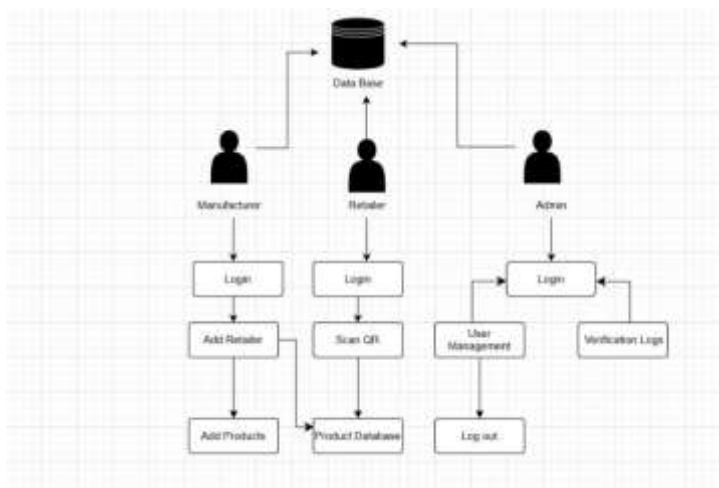 Data Base
Manufacturer
Retailer
Admin
Login
Login
Login
Add Retailer
Scan QR
User
Management
Verification Logs
Add Products
Product Database
Log out